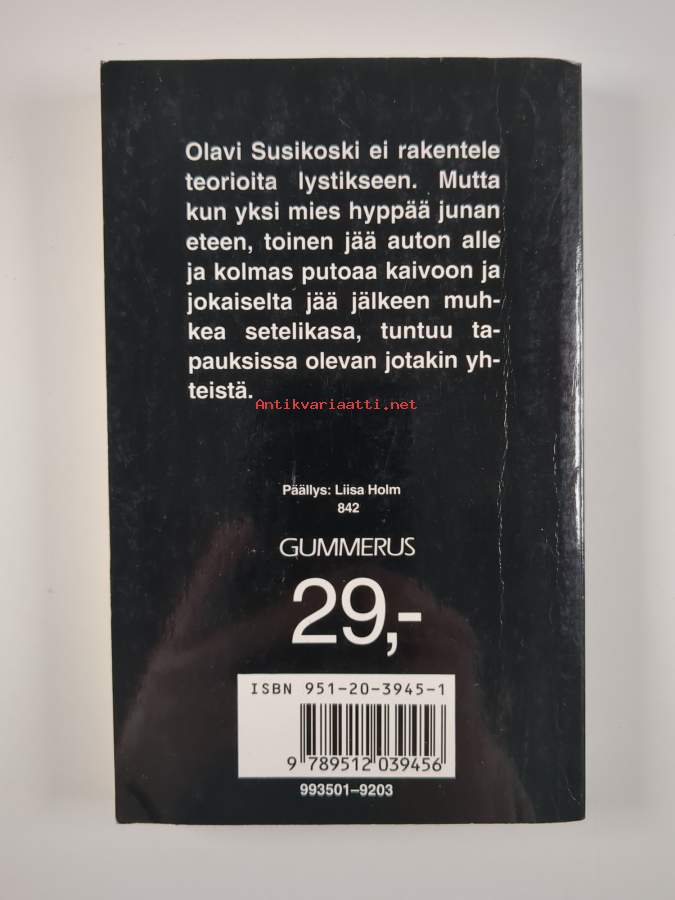 Olavi Susikoski ei rakentele
teorioita lystikseen. Mutta
kun yksi mies hyppää junan
eteen, toinen jää auton alle
ja kolmas putoaa kaivoon ja
jokaiselta jää jälkeen muh-
kea setelikasa, tuntuu ta-
pauksissa olevan jotakin yh-
teistä.
Antikvariaatti.net
Päällys: Liisa Holm
842
GUMMERUS
29,-
ISBN 951-20-3945-1
9 789512 039456
993501-9203